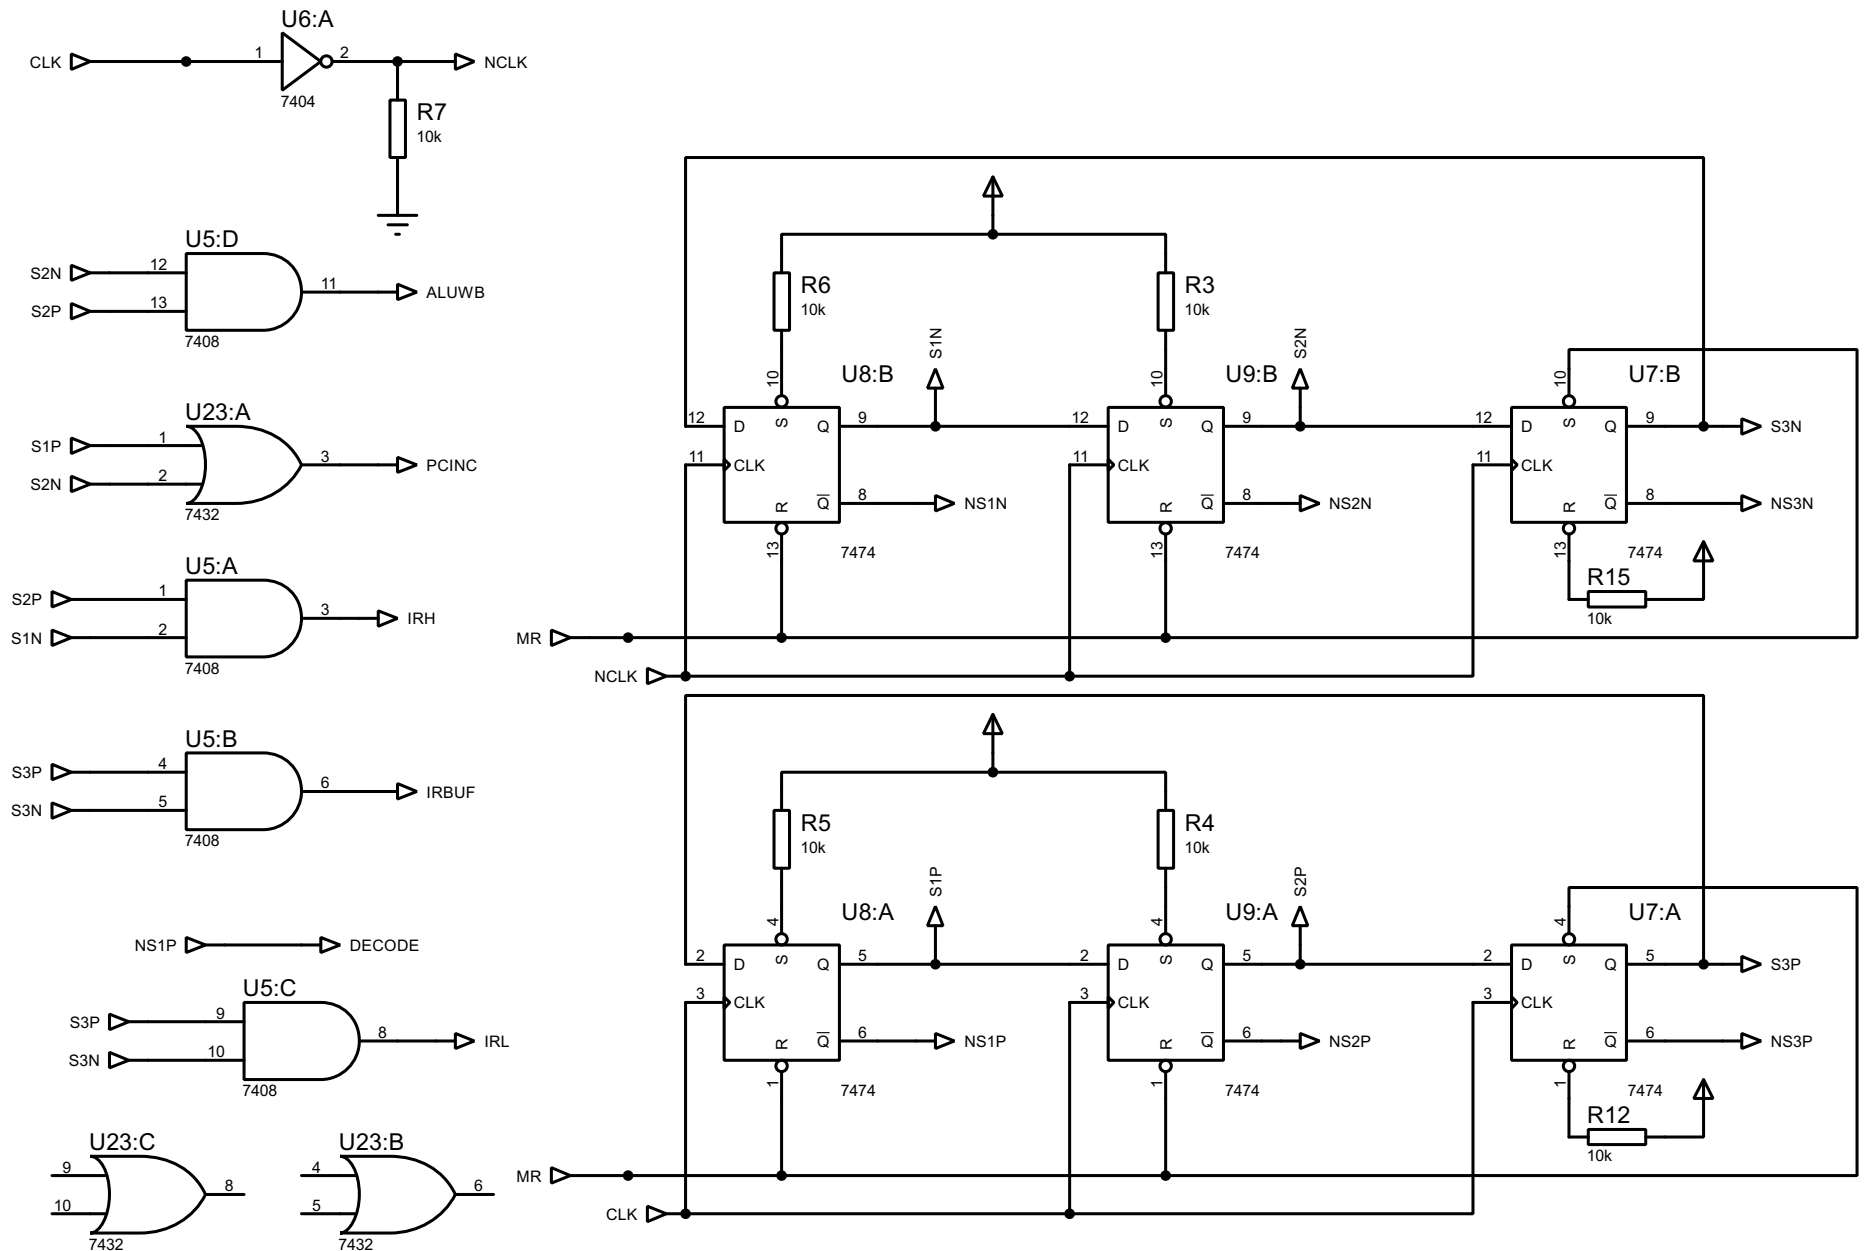 U6:A
CLK
1
2
NCLK
7404
R7
10k
U5:D
S2N
12
11
ALUWB
S2P
13
7408
U23:A
S1P
1
3
PCINC
S2N
2
7432
U5:A
S2P
1
3
IRH
S1N
2
7408
U5:B
S3P
4
6
IRBUF
S3N
5
7408
NS1P
DECODE
U5:C
S3P
9
8
IRL
S3N
10
7408
U23:C
9
8
10
7432
U23:B
4
6
5
7432
R6
10k
R3
10k
U8:B
S1N
10
12
D
S
Q
9
11
CLK
R
Q
8
NS1N
13
7474
U9:B
S2N
10
12
D
S
Q
9
11
CLK
R
Q
8
NS2N
13
7474
U7:B
10
12
D
S
Q
9
S3N
11
CLK
R
Q
8
NS3N
13
7474
R15
10k
MR
NCLK
R5
10k
R4
10k
U8:A
S1P
4
2
D
S
Q
5
3
CLK
R
Q
6
NS1P
1
7474
U9:A
S2P
4
2
D
S
Q
5
3
CLK
R
Q
6
NS2P
1
7474
U7:A
4
2
D
S
Q
5
S3P
3
CLK
R
Q
6
NS3P
1
7474
R12
10k
MR
CLK